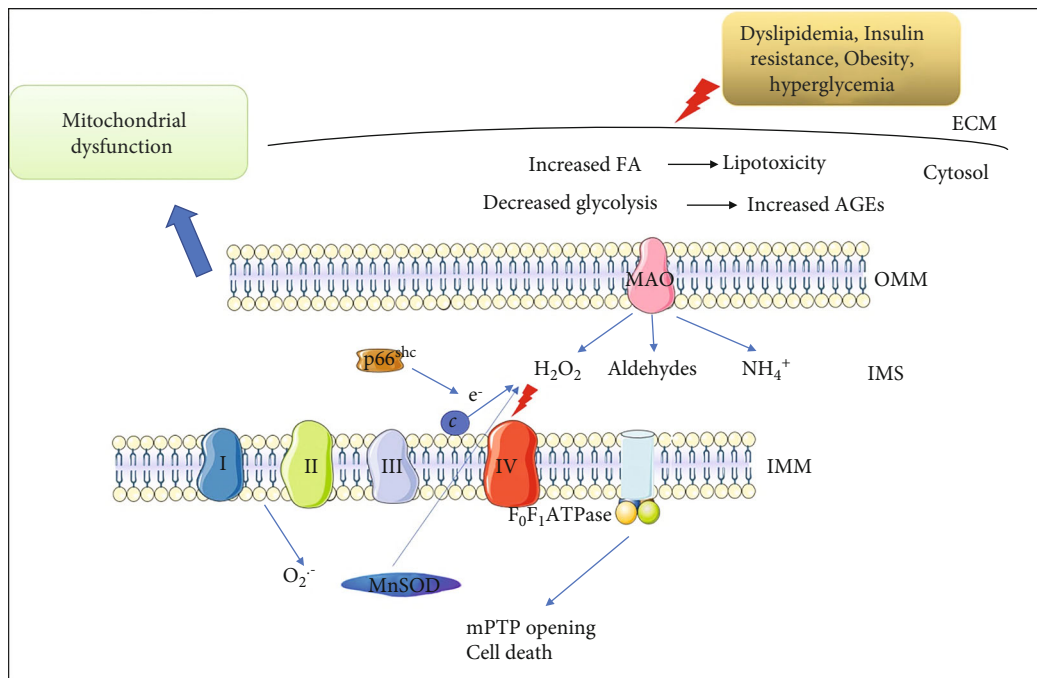 Dyslipidemia, Insulin
resistance, Obesity,
hyperglycemia
Mitochondrial
dysfunction
ECM
Increased FA
Lipotoxicity
Cytosol
Decreased glycolysis
Increased AGEs
MAO
OMM
p66ˢʰᶜ
H₂O₂
Aldehydes
NH₄⁺
IMS
e⁻
c
I
II
III
IV
IMM
F₀F₁ATPase
O₂·⁻
MnSOD
mPTP opening
Cell death